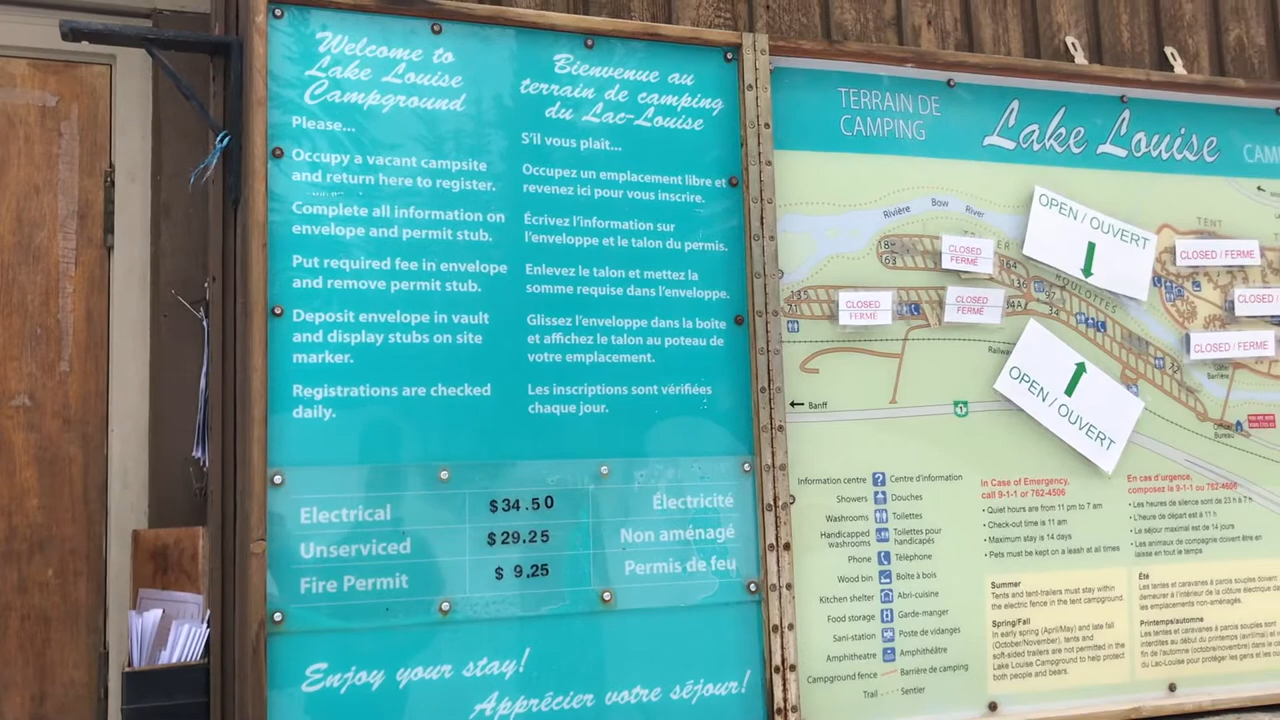 Welcome to
Lake Louise
Campground
Please...
Occupy a vacant campsite
and return here to register.
Complete all information on
envelope and permit stub.
Put required fee in envelope
and remove permit stub.
Deposit envelope in vault
and display stubs on site
marker.
Registrations are checked
daily.
Bienvenue au
terrain de camping
du Lac-Louise
S'il vous plait...
Occupez un emplacement libre et
revenez ici pour vous inscrire.
Écrivez l'information sur
l'enveloppe et le talon du permis.
Enlevez le talon et mettez la
somme requise dans l'enveloppe.
Glissez l'enveloppe dans la boite
et affichez le talon au poteau de
votre emplacement.
Les inscriptions sont vérifiées
chaque jour.
Electrical $34.50 Électricité
Unserviced $29.25 Non aménagé
Fire Permit $ 9.25 Permis de feu
Enjoy your stay!
Apprécier votre séjour!
TERRAIN DE
CAMPING
Lake Louise
Rivière Bow River
OPEN / OUVERT
TENT
CLOSED
FERMÉ
CLOSED / FERMÉ
163
164
136
97
ROULOTTES
135
71
CLOSED
FERMÉ
CLOSED
FERMÉ
34
CLOSED / FERMÉ
72
OPEN / OUVERT
Banff
1
Bureau
Information centre ? Centre d'information
Showers Douches
Washrooms Toilettes
Handicapped
washrooms
Toilettes pour
handicapés
Phone Téléphone
Wood bin Boîte à bois
Kitchen shelter Abri-cuisine
Food storage Garde-manger
Sani-station Poste de vidanges
Amphitheatre Amphithéâtre
Campground fence Barrière de camping
Trail Sentier
In Case of Emergency,
call 9-1-1 or 762-4506
• Quiet hours are from 11 pm to 7 am
• Check-out time is 11 am
• Maximum stay is 14 days
• Pets must be kept on a leash at all times
En cas d'urgence,
composez le 9-1-1 ou 762-4506
• Les heures de silence sont de 23 h à 7 h
• L'heure de départ est à 11 h
• Le séjour maximal est de 14 jours
• Les animaux de compagnie doivent être en
laisse en tout le temps
Summer
Tents and tent-trailers must stay within
the electric fence in the tent campground.
Spring/Fall
In early spring (April/May) and late fall
(October/November), tents and
soft-sided trailers are not permitted in the
Lake Louise Campground to help protect
both people and bears.
Été
Les tentes et caravanes à parois souples doivent
demeurer à l'intérieur de la clôture électrique
les emplacements non-aménagés.
Printemps/automne
Les tentes et caravanes à parois souples sont
interdites au début du printemps (avril/mai) et
fin de l'automne (octobre/novembre) dans le
du Lac-Louise pour protéger les gens et les